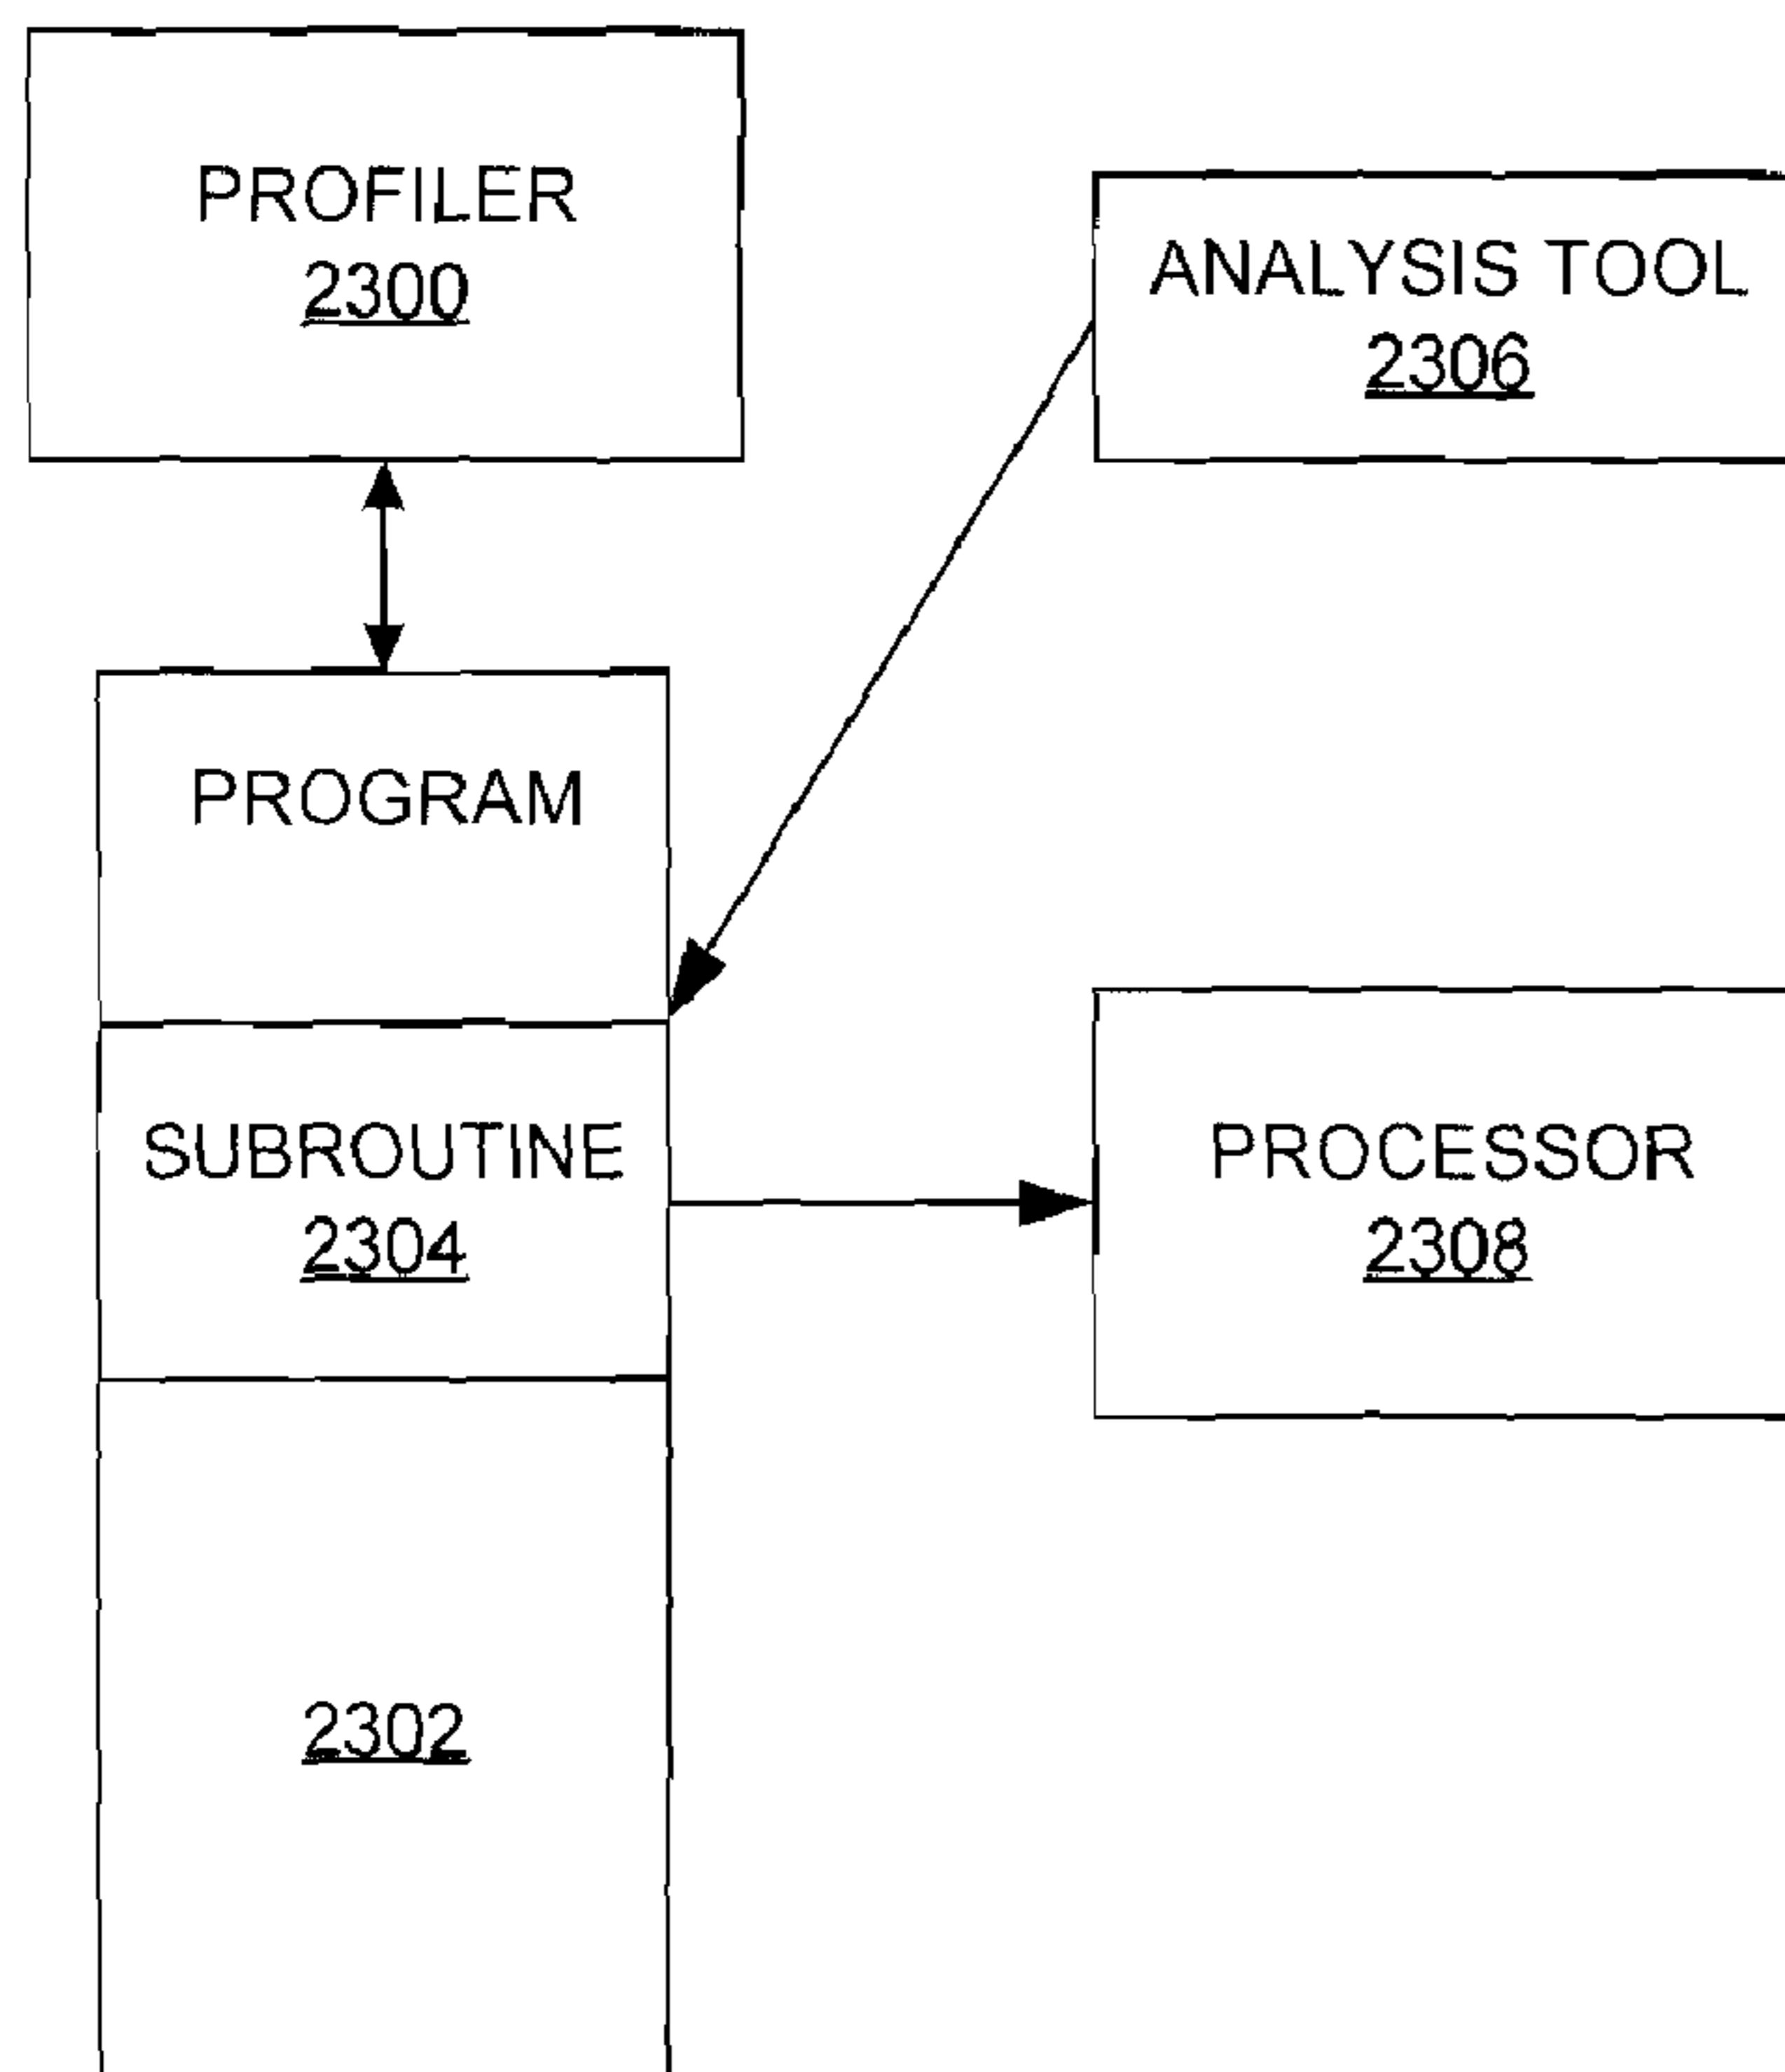 PROFILER
2300
ANALYSIS TOOL
2306
PROGRAM
SUBROUTINE
2304
PROCESSOR
2308
2302